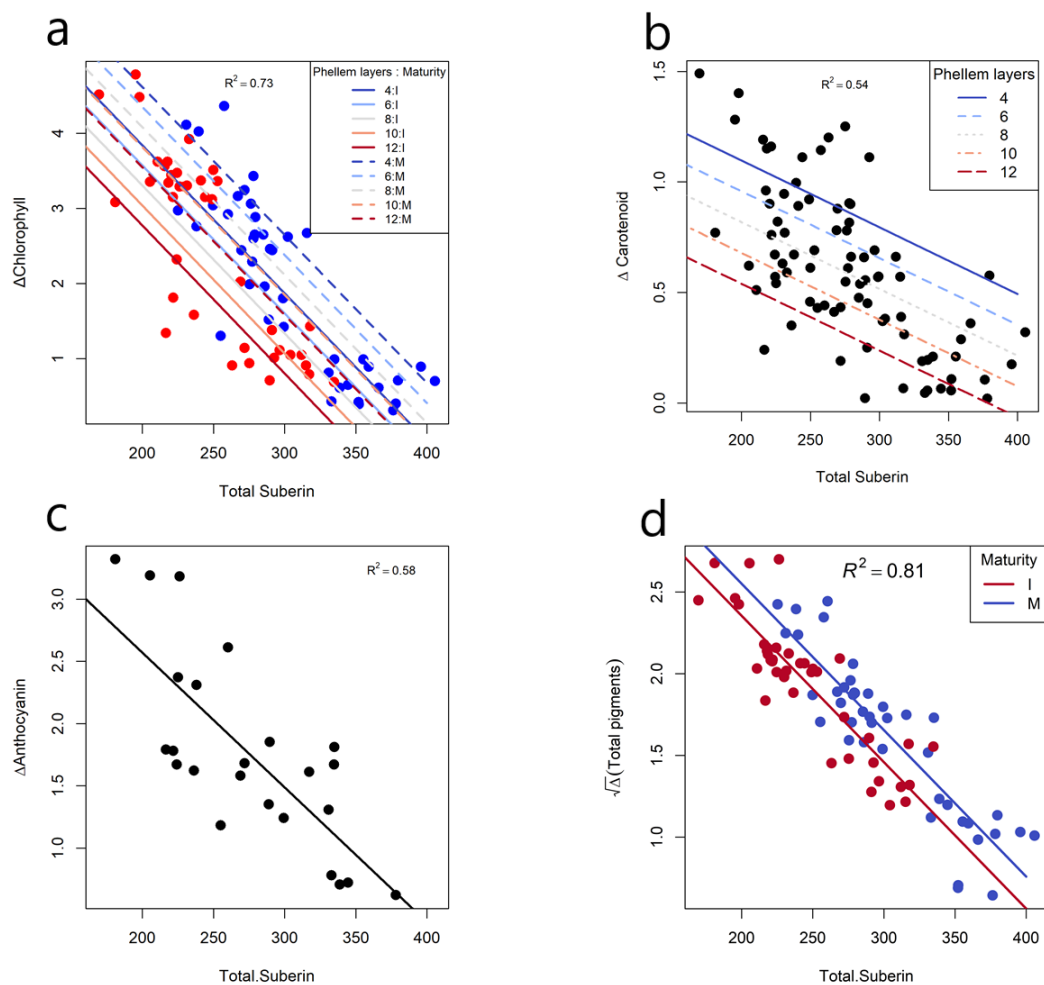 a
ΔChlorophyll
R² = 0.73
Phellem layers : Maturity
4:I
6:I
8:I
10:I
12:I
4:M
6:M
8:M
10:M
12:M
4
3
2
1
200 250 300 350 400
Total Suberin
b
Δ Carotenoid
R² = 0.54
Phellem layers
4
6
8
10
12
1.5
1.0
0.5
0.0
200 250 300 350 400
Total Suberin
c
ΔAnthocyanin
R² = 0.58
3.0
2.5
2.0
1.5
1.0
200 250 300 350 400
Total.Suberin
d
√Δ(Total pigments)
R² = 0.81
Maturity
I
M
2.5
2.0
1.5
1.0
200 250 300 350 400
Total.Suberin